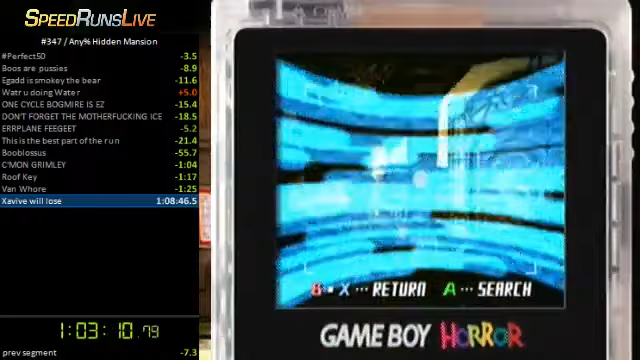 SPEEDRUNSLIVE
#347 / Any% Hidden Mansion
#Perfect50 -3.5
Boos are pussies -8.9
Egadd is smokey the bear -11.6
Watr u doing Water +5.0
ONE CYCLE BOGMIRE IS EZ -15.4
DON'T FORGET THE MOTHERFUCKING ICE -18.5
ERRPLANE FEEGEET -5.2
This is the best part of the run -21.4
Booblossus -55.7
C'MON GRIMLEY -1:04
Roof Key -1:17
Van Whore -1:25
Xavive will lose 1:08:46.5
1:03:10.79
prev segment -7.3
B • X ··· RETURN A ··· SEARCH
GAME BOY HORROR